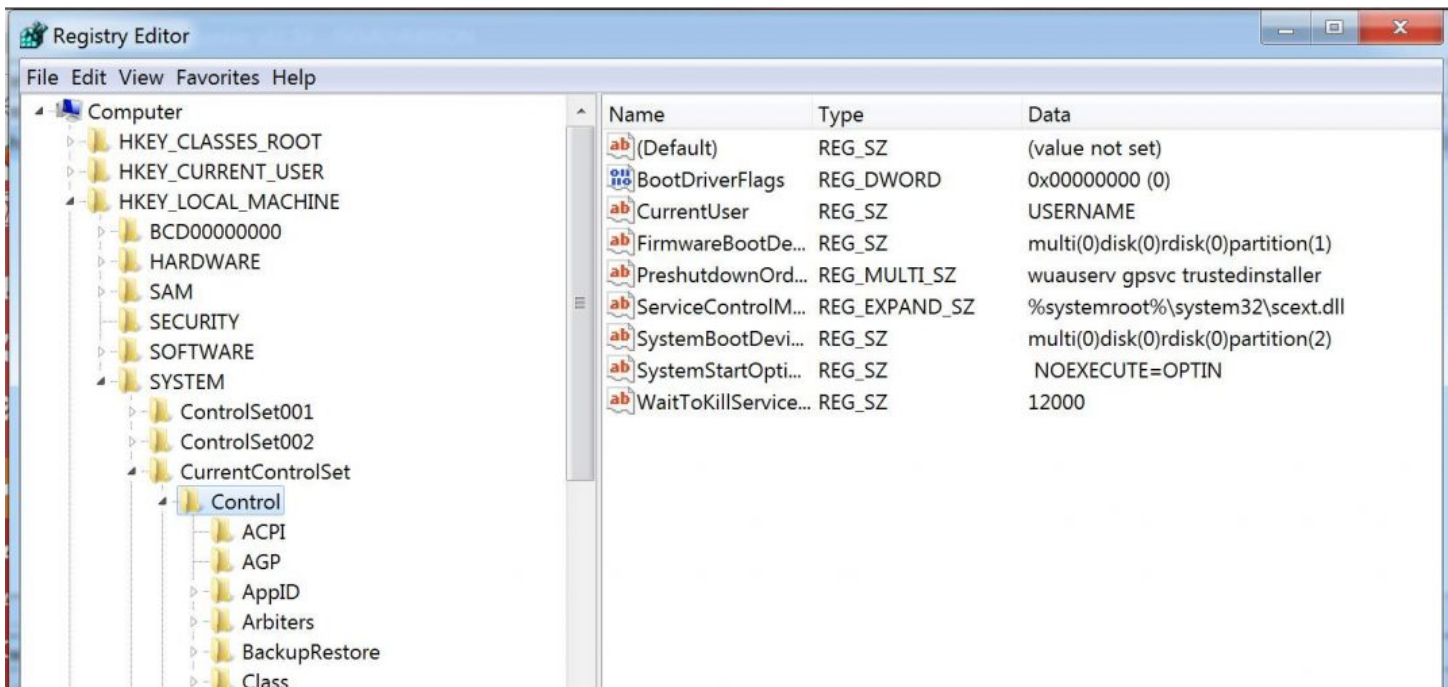 Registry Editor
File Edit View Favorites Help
Computer
HKEY_CLASSES_ROOT
HKEY_CURRENT_USER
HKEY_LOCAL_MACHINE
BCD00000000
HARDWARE
SAM
SECURITY
SOFTWARE
SYSTEM
ControlSet001
ControlSet002
CurrentControlSet
Control
ACPI
AGP
AppID
Arbiters
BackupRestore
Class
Name Type Data
(Default) REG_SZ (value not set)
BootDriverFlags REG_DWORD 0x00000000 (0)
CurrentUser REG_SZ USERNAME
FirmwareBootDe... REG_SZ multi(0)disk(0)rdisk(0)partition(1)
PreshutdownOrd... REG_MULTI_SZ wuauserv gpsvc trustedinstaller
ServiceControlM... REG_EXPAND_SZ %systemroot%\system32\scext.dll
SystemBootDevi... REG_SZ multi(0)disk(0)rdisk(0)partition(2)
SystemStartOpti... REG_SZ NOEXECUTE=OPTIN
WaitToKillService... REG_SZ 12000